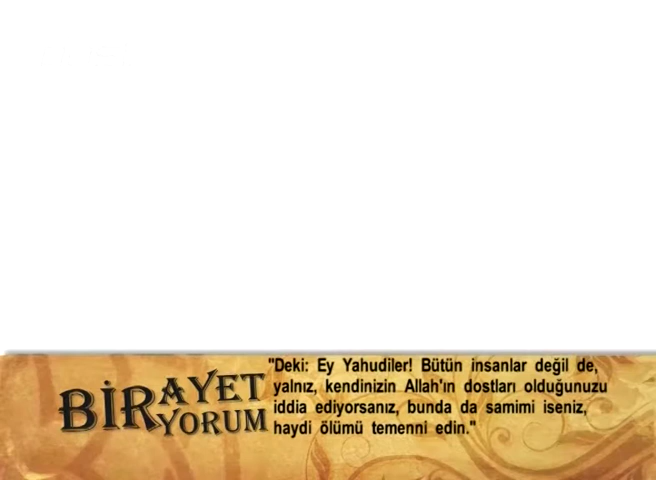 BİR AYET
YORUM
"Deki: Ey Yahudiler! Bütün insanlar değil de,
yalnız, kendinizin Allah'ın dostları olduğunuzu
iddia ediyorsanız, bunda da samimi iseniz,
haydi ölümü temenni edin."